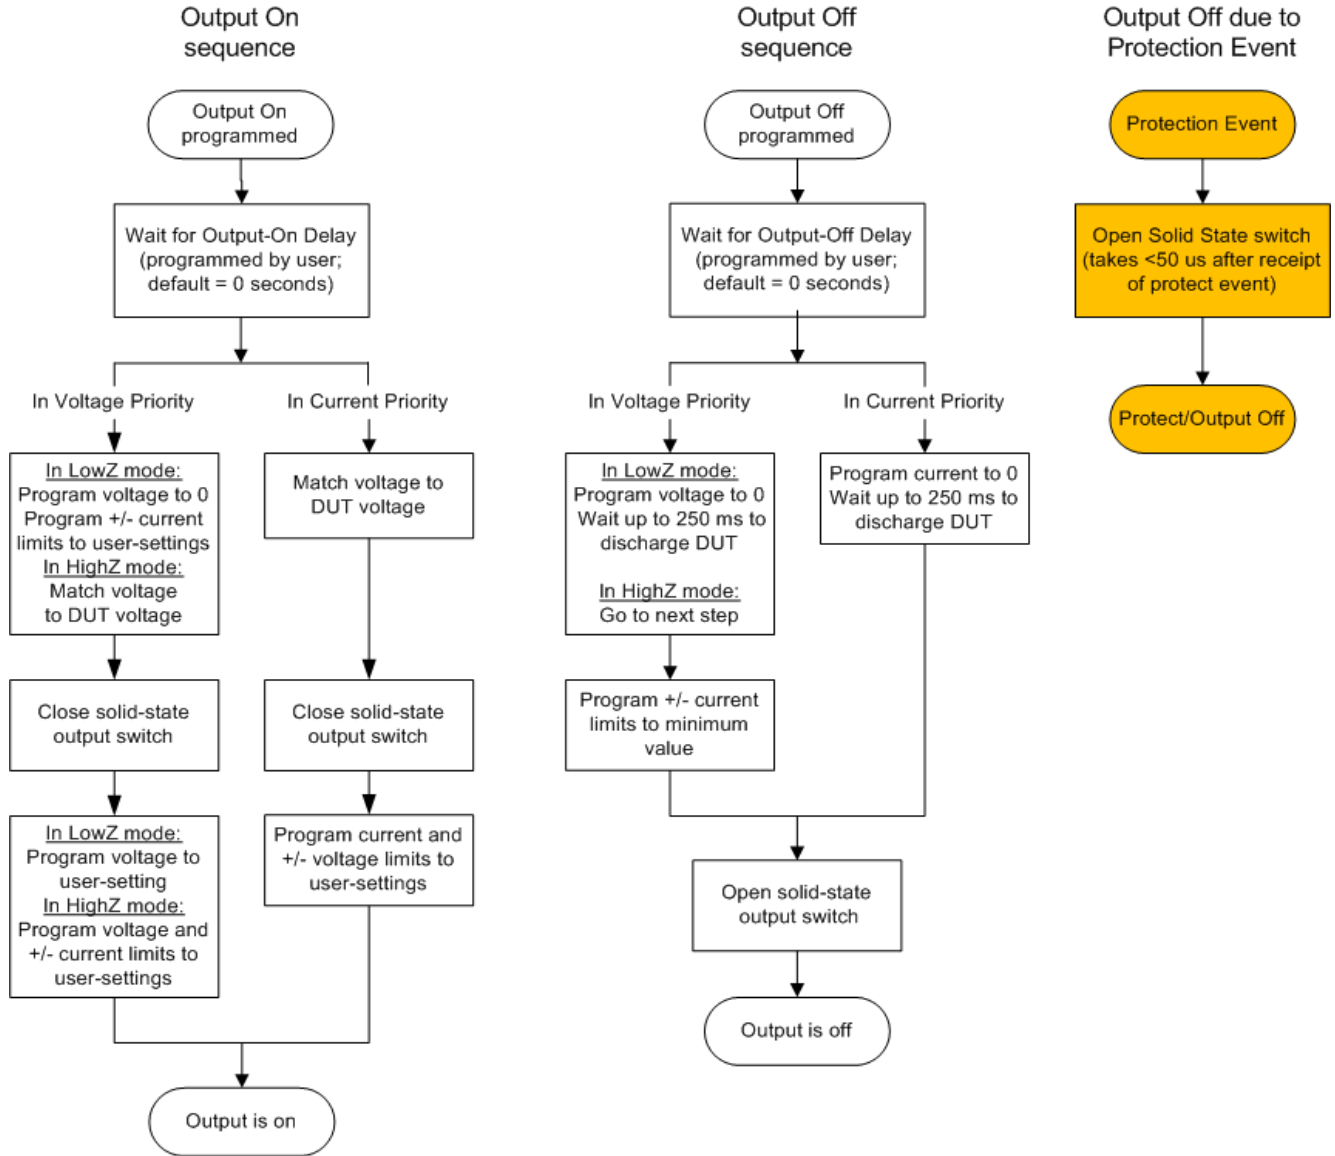 Output On
sequence
Output On
programmed
Wait for Output-On Delay
(programmed by user;
default = 0 seconds)
In Voltage Priority
In Current Priority
In LowZ mode:
Program voltage to 0
Program +/- current
limits to user-settings
In HighZ mode:
Match voltage
to DUT voltage
Match voltage to
DUT voltage
Close solid-state
output switch
Close solid-state
output switch
In LowZ mode:
Program voltage to
user-setting
In HighZ mode:
Program voltage and
+/- current limits to
user-settings
Program current and
+/- voltage limits to
user-settings
Output is on
Output Off
sequence
Output Off
programmed
Wait for Output-Off Delay
(programmed by user;
default = 0 seconds)
In Voltage Priority
In Current Priority
In LowZ mode:
Program voltage to 0
Wait up to 250 ms to
discharge DUT
In HighZ mode:
Go to next step
Program current to 0
Wait up to 250 ms to
discharge DUT
Program +/- current
limits to minimum
value
Open solid-state
output switch
Output is off
Output Off due to
Protection Event
Protection Event
Open Solid State switch
(takes <50 us after receipt
of protect event)
Protect/Output Off